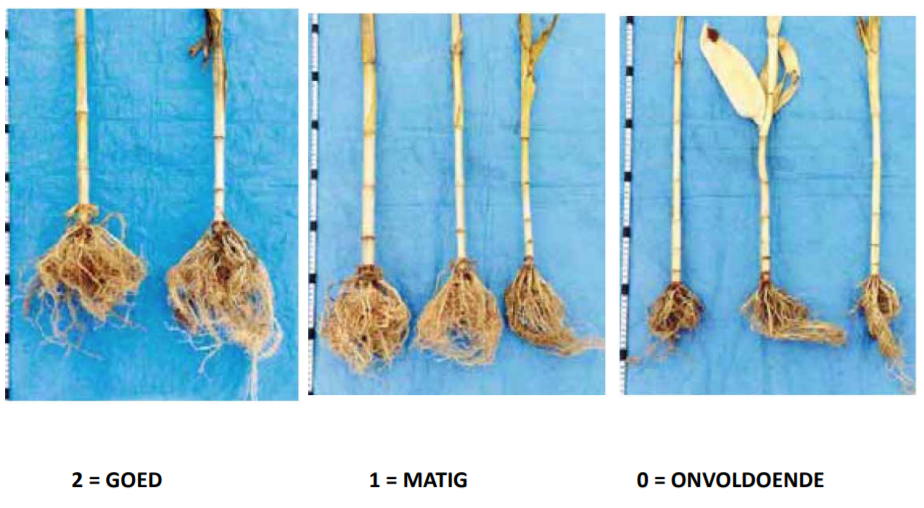 2 = GOED
1 = MATIG
0 = ONVOLDOENDE